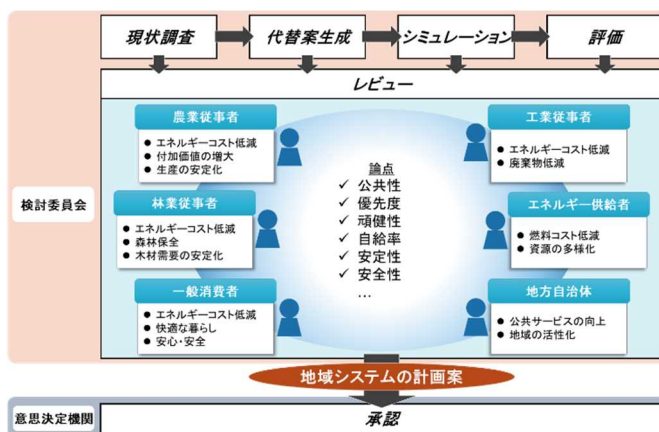 現状調査
代替案生成
シミュレーション
評価
レビュー
検討委員会
農業従事者
● エネルギーコスト低減
● 付加価値の増大
● 生産の安定化
工業従事者
● エネルギーコスト低減
● 廃棄物低減
林業従事者
● エネルギーコスト低減
● 森林保全
● 木材需要の安定化
論点
✓ 公共性
✓ 優先度
✓ 頑健性
✓ 自給率
✓ 安定性
✓ 安全性
…
エネルギー供給者
● 燃料コスト低減
● 資源の多様化
一般消費者
● エネルギーコスト低減
● 快適な暮らし
● 安心・安全
地方自治体
● 公共サービスの向上
● 地域の活性化
地域システムの計画案
意思決定機関
承認